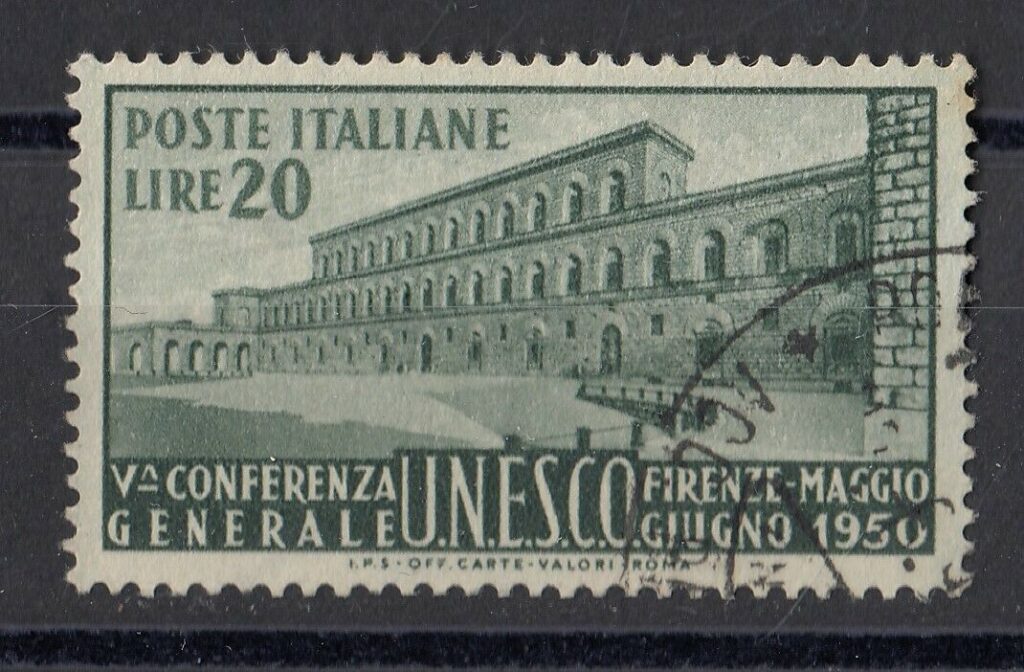 POSTE ITALIANE
LIRE 20
Vᴬ CONFERENZA
GENERALE
U.N.E.S.C.O.
FIRENZE-MAGGIO
GIUGNO 1950
I.P.S - OFF. CARTE-VALORI - ROMA